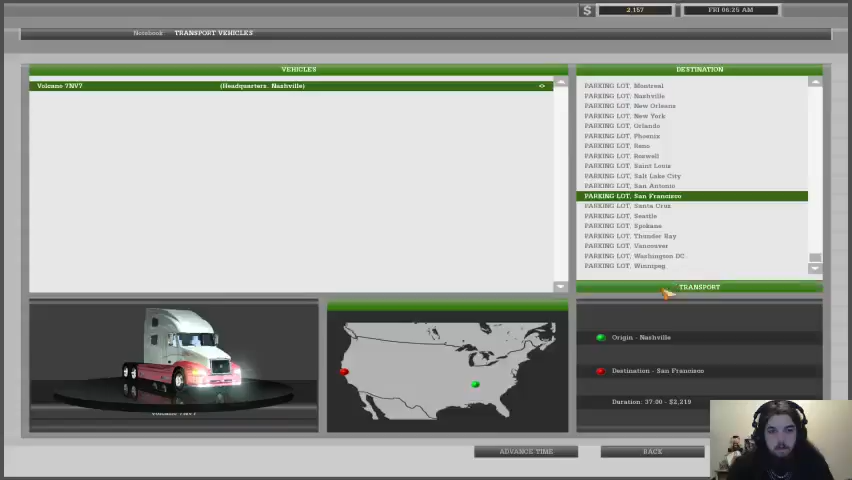 $ 2,157 FRI 06:25 AM
Notebook TRANSPORT VEHICLES
VEHICLES
Volcano 7NV7 (Headquarters, Nashville) <>
DESTINATION
PARKING LOT, Montreal
PARKING LOT, Nashville
PARKING LOT, New Orleans
PARKING LOT, New York
PARKING LOT, Orlando
PARKING LOT, Phoenix
PARKING LOT, Reno
PARKING LOT, Roswell
PARKING LOT, Saint Louis
PARKING LOT, Salt Lake City
PARKING LOT, San Antonio
PARKING LOT, San Francisco
PARKING LOT, Santa Cruz
PARKING LOT, Seattle
PARKING LOT, Spokane
PARKING LOT, Thunder Bay
PARKING LOT, Vancouver
PARKING LOT, Washington DC
PARKING LOT, Winnipeg
TRANSPORT
Volcano 7NV7
Origin - Nashville
Destination - San Francisco
Duration: 37:00 - $2,219
ADVANCE TIME BACK